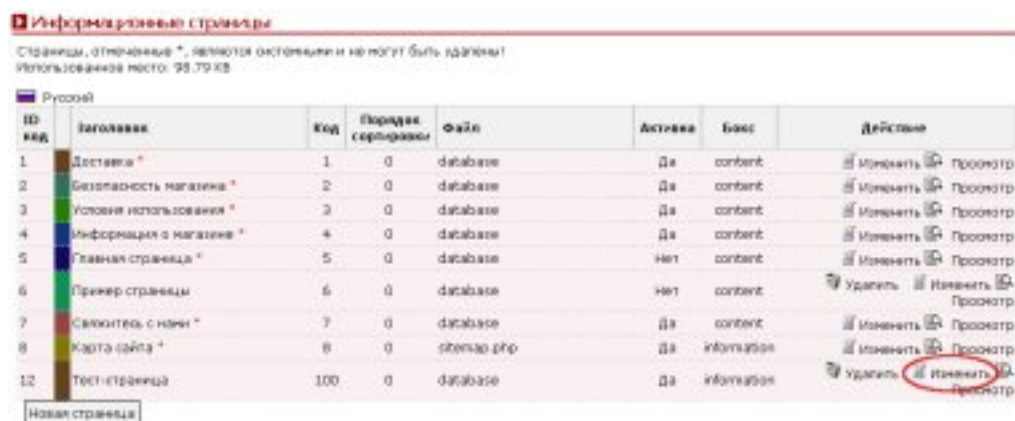 Информационные страницы
Страницы, отмеченные *, являются системными и не могут быть удалены!
Использованное место: 98.79 KB
Русский
ID код Заголовок Код Порядок сортировки Файл Активна Бокс Действие
1 Доставка * 1 0 database Да content Изменить Просмотр
2 Безопасность магазина * 2 0 database Да content Изменить Просмотр
3 Условия использования * 3 0 database Да content Изменить Просмотр
4 Информация о магазине * 4 0 database Да content Изменить Просмотр
5 Главная страница * 5 0 database Нет content Изменить Просмотр
6 Пример страницы 6 0 database Нет content Удалить Изменить Просмотр
7 Свяжитесь с нами * 7 0 database Да content Изменить Просмотр
8 Карта сайта * 8 0 sitemap.php Да information Изменить Просмотр
12 Тест-страница 100 0 database Да information Удалить Изменить Просмотр
Новая страница